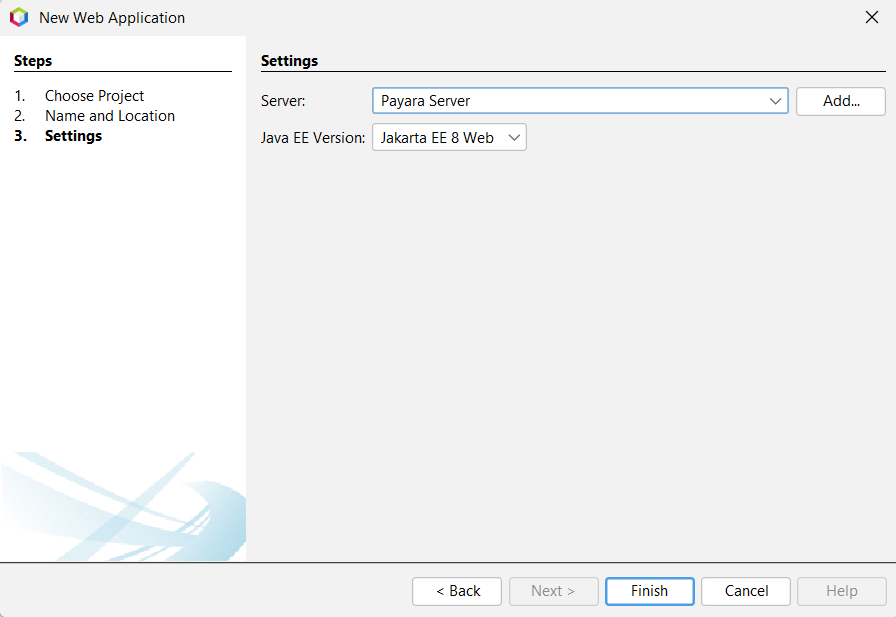 New Web Application
Steps
1. Choose Project
2. Name and Location
3. Settings
Settings
Server: Payara Server Add...
Java EE Version: Jakarta EE 8 Web
< Back Next > Finish Cancel Help